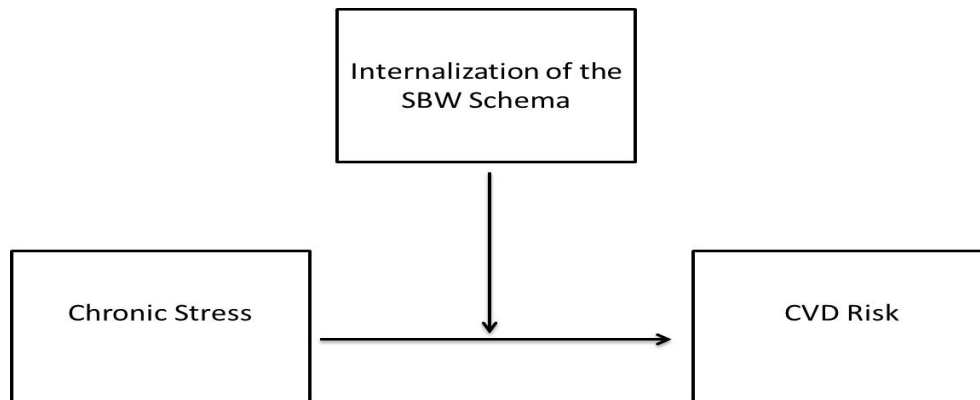 Internalization of the
SBW Schema
Chronic Stress
CVD Risk